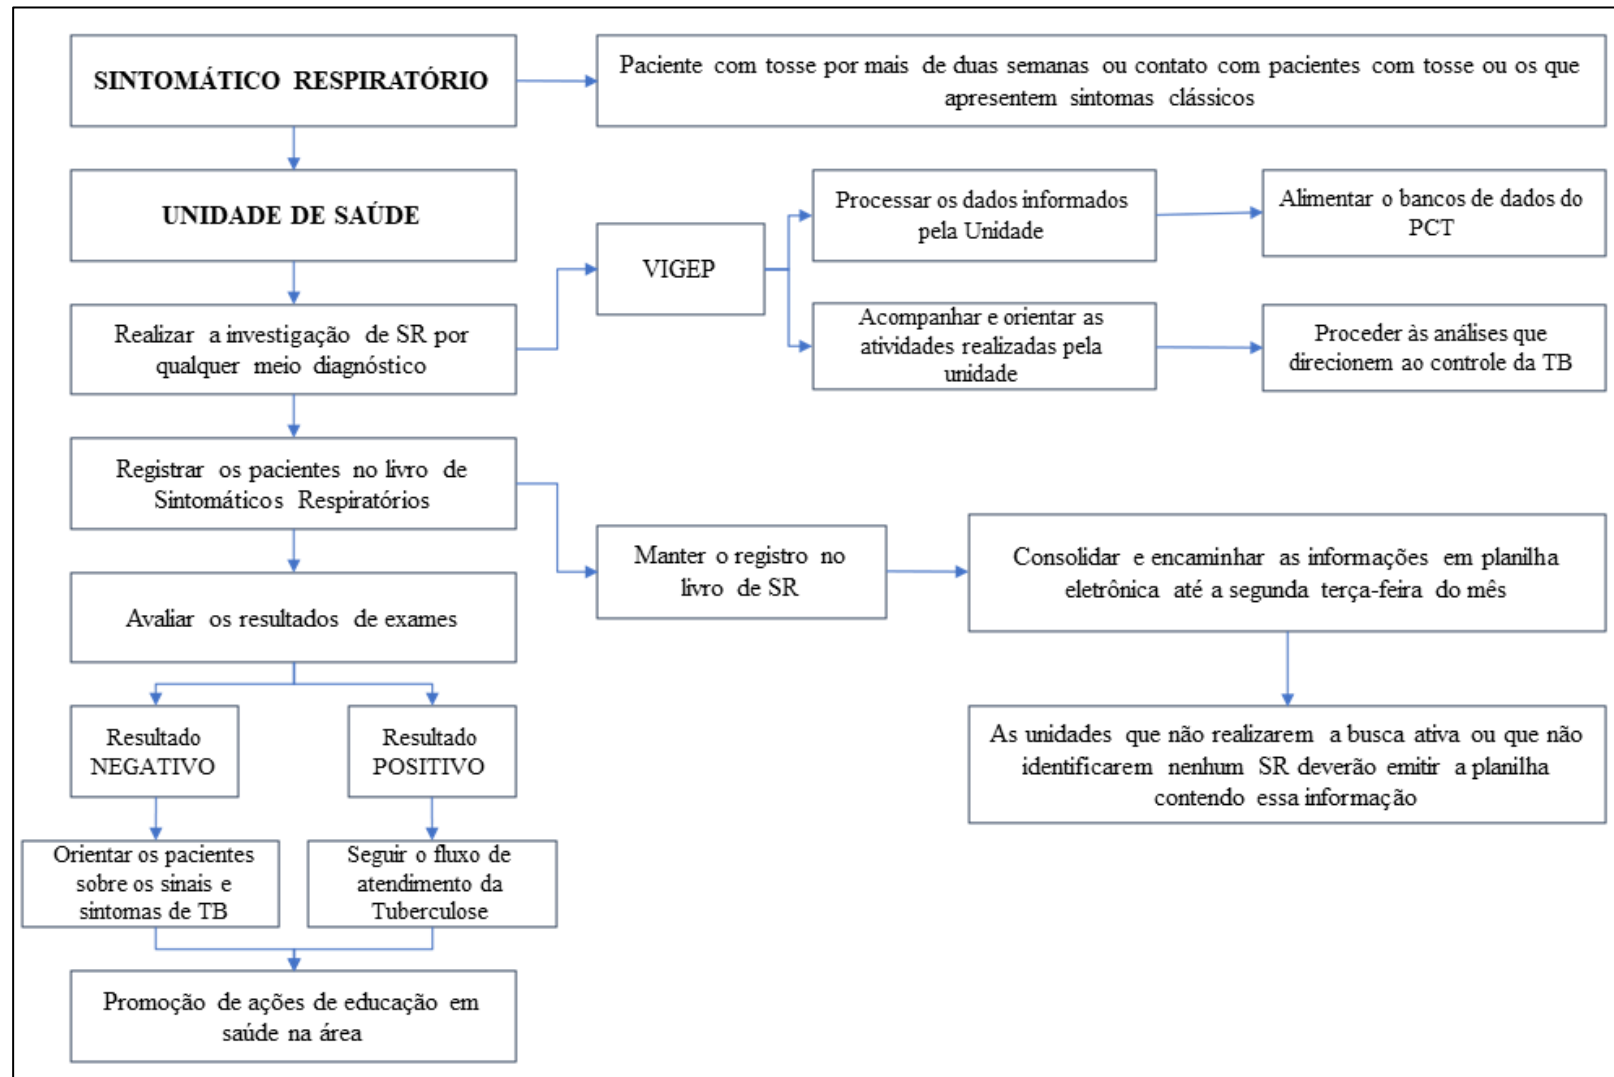 SINTOMÁTICO RESPIRATÓRIO
Paciente com tosse por mais de duas semanas ou contato com pacientes com tosse ou os que
apresentem sintomas clássicos
UNIDADE DE SAÚDE
Realizar a investigação de SR por
qualquer meio diagnóstico
VIGEP
Processar os dados informados
pela Unidade
Alimentar o bancos de dados do
PCT
Acompanhar e orientar as
atividades realizadas pela
unidade
Proceder às análises que
direcionem ao controle da TB
Registrar os pacientes no livro de
Sintomáticos Respiratórios
Manter o registro no
livro de SR
Consolidar e encaminhar as informações em planilha
eletrônica até a segunda terça-feira do mês
As unidades que não realizarem a busca ativa ou que não
identificarem nenhum SR deverão emitir a planilha
contendo essa informação
Avaliar os resultados de exames
Resultado
NEGATIVO
Resultado
POSITIVO
Orientar os pacientes
sobre os sinais e
sintomas de TB
Seguir o fluxo de
atendimento da
Tuberculose
Promoção de ações de educação em
saúde na área